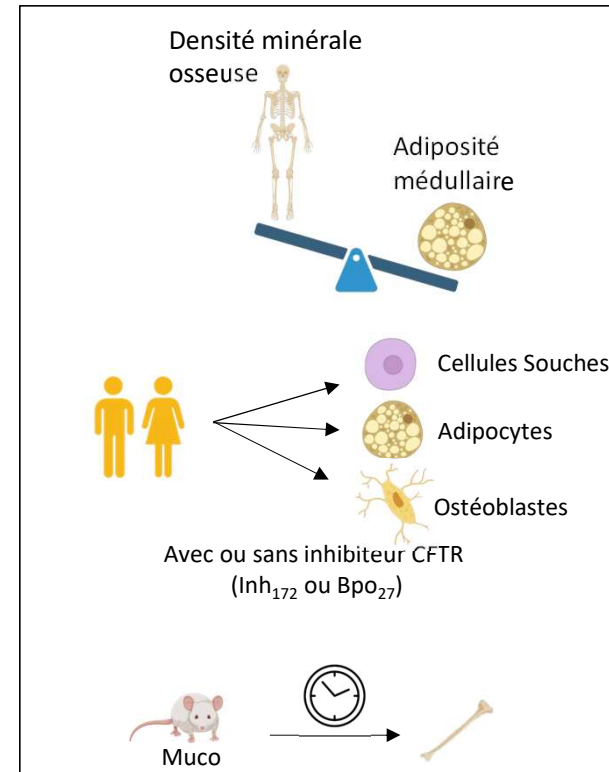 Densité minérale
osseuse
Adiposité
médullaire
Cellules Souches
Adipocytes
Ostéoblastes
Avec ou sans inhibiteur CFTR
(Inh₁₇₂ ou Bpo₂₇)
Muco